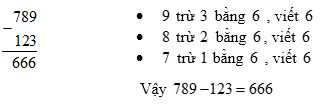 789
−
123
666
• 9 trừ 3 bằng 6 , viết 6
• 8 trừ 2 bằng 6 , viết 6
• 7 trừ 1 bằng 6 , viết 6
Vậy 789 −123 = 666